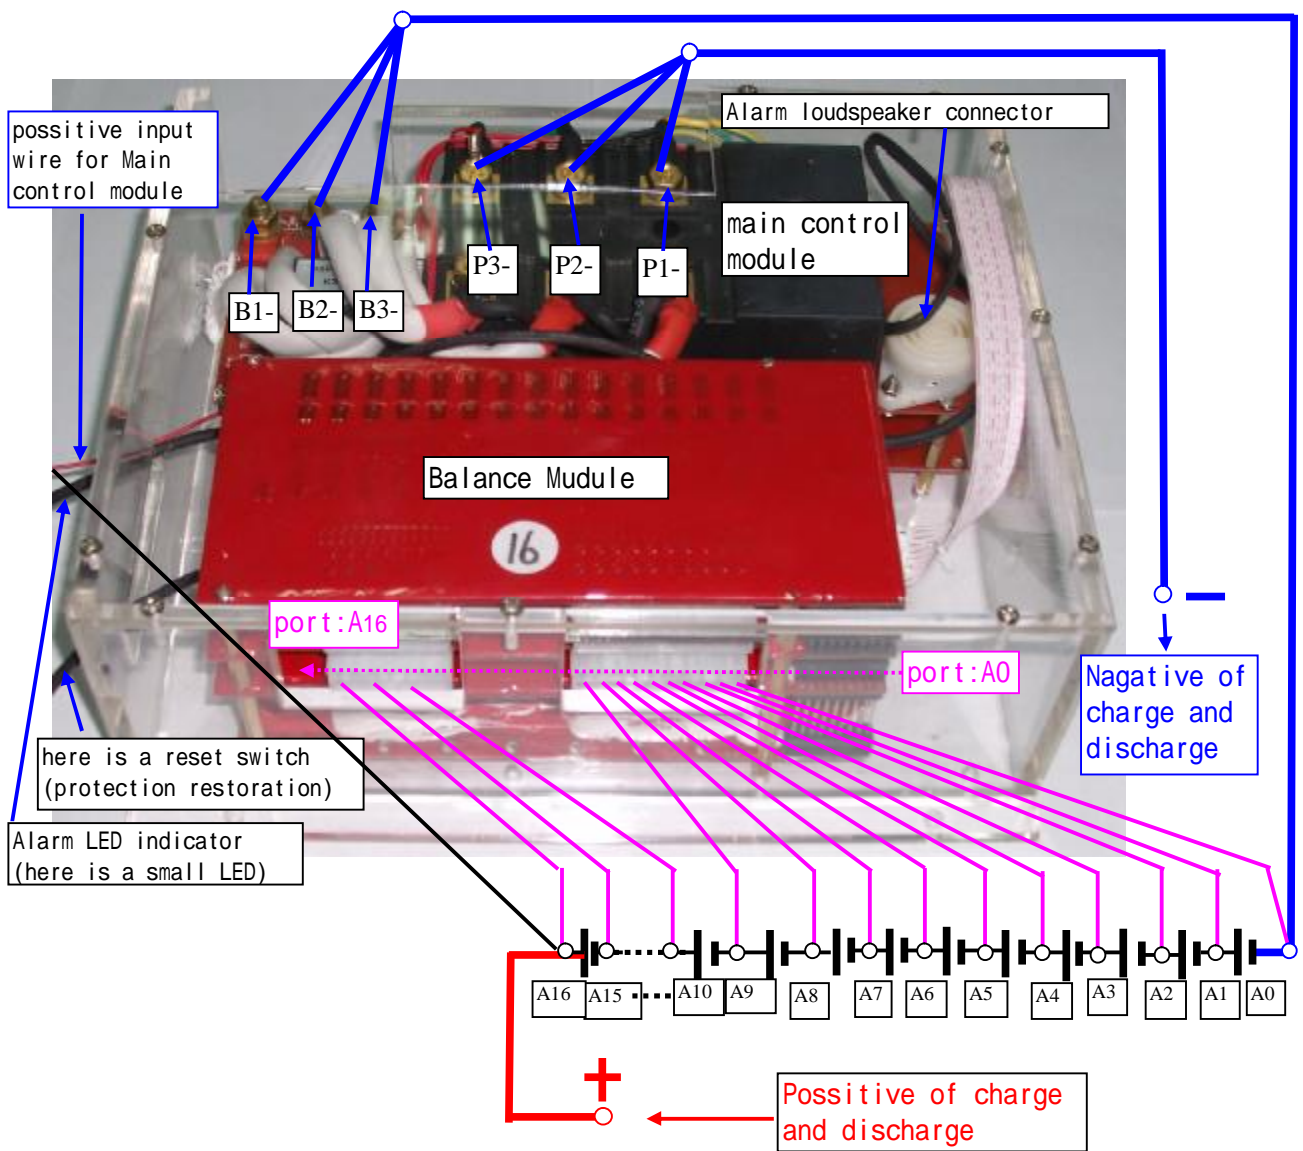 possitive input
wire for Main
control module
Alarm loudspeaker connector
main control
module
P3-
P2-
P1-
B1-
B2-
B3-
Balance Mudule
16
port:A16
port:A0
Nagative of
charge and
discharge
here is a reset switch
(protection restoration)
Alarm LED indicator
(here is a small LED)
A16
A15
A10
A9
A8
A7
A6
A5
A4
A3
A2
A1
A0
Possitive of charge
and discharge